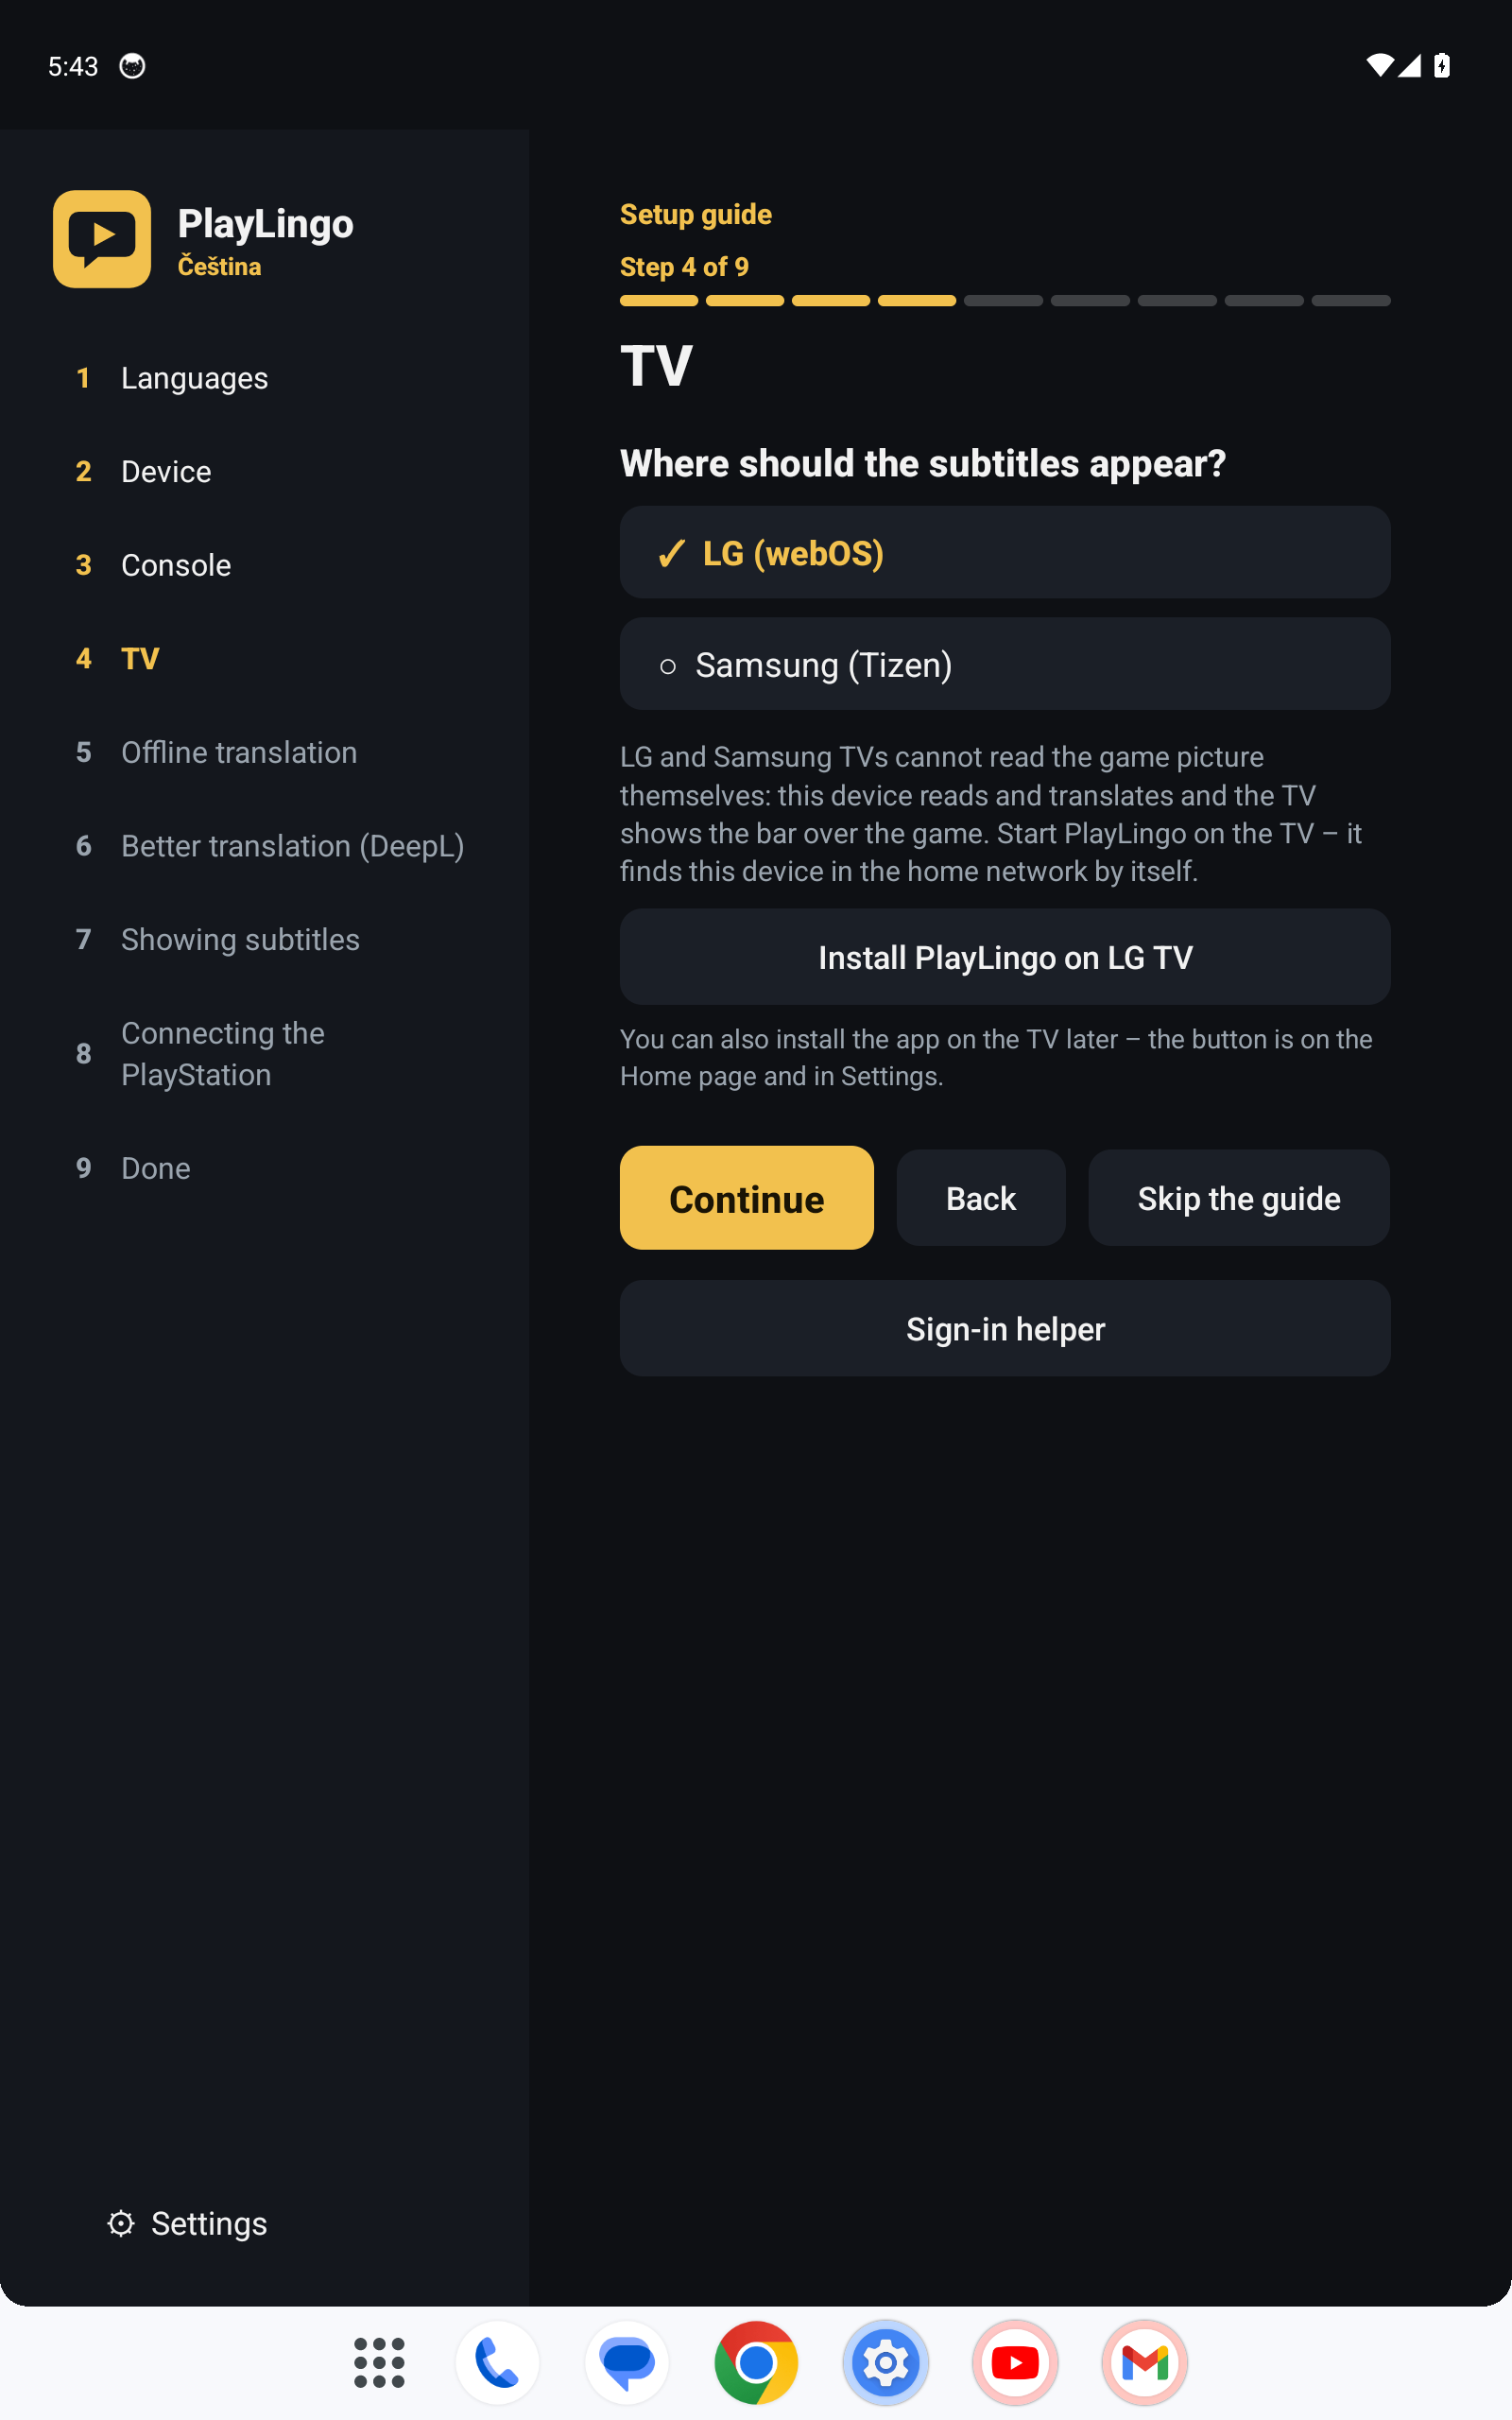 5:43
PlayLingo
Čeština
1 Languages
2 Device
3 Console
4 TV
5 Offline translation
6 Better translation (DeepL)
7 Showing subtitles
8 Connecting the
PlayStation
9 Done
Settings
Setup guide
Step 4 of 9
TV
Where should the subtitles appear?
✓ LG (webOS)
○ Samsung (Tizen)
LG and Samsung TVs cannot read the game picture
themselves: this device reads and translates and the TV
shows the bar over the game. Start PlayLingo on the TV – it
finds this device in the home network by itself.
Install PlayLingo on LG TV
You can also install the app on the TV later – the button is on the
Home page and in Settings.
Continue
Back
Skip the guide
Sign-in helper